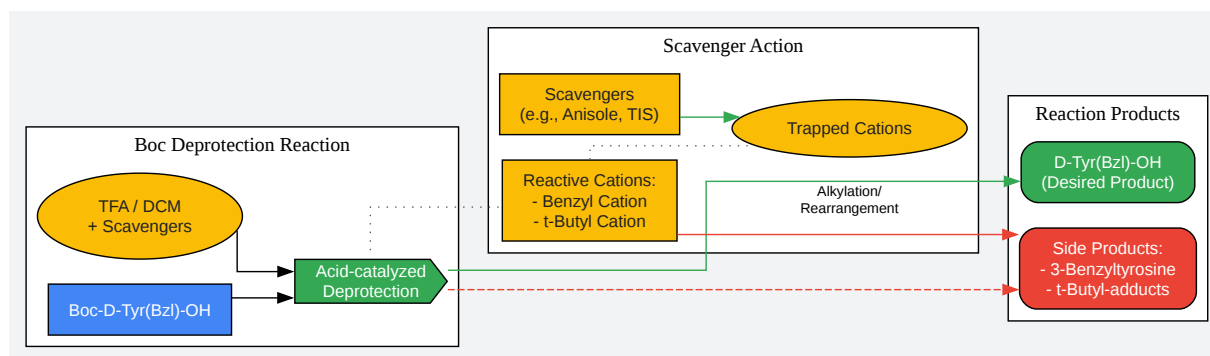 Boc Deprotection Reaction
TFA / DCM
+ Scavengers
Boc-D-Tyr(Bzl)-OH
Acid-catalyzed
Deprotection
Scavenger Action
Scavengers
(e.g., Anisole, TIS)
Trapped Cations
Reactive Cations:
- Benzyl Cation
- t-Butyl Cation
Alkylation/
Rearrangement
Reaction Products
D-Tyr(Bzl)-OH
(Desired Product)
Side Products:
- 3-Benzyltyrosine
- t-Butyl-adducts